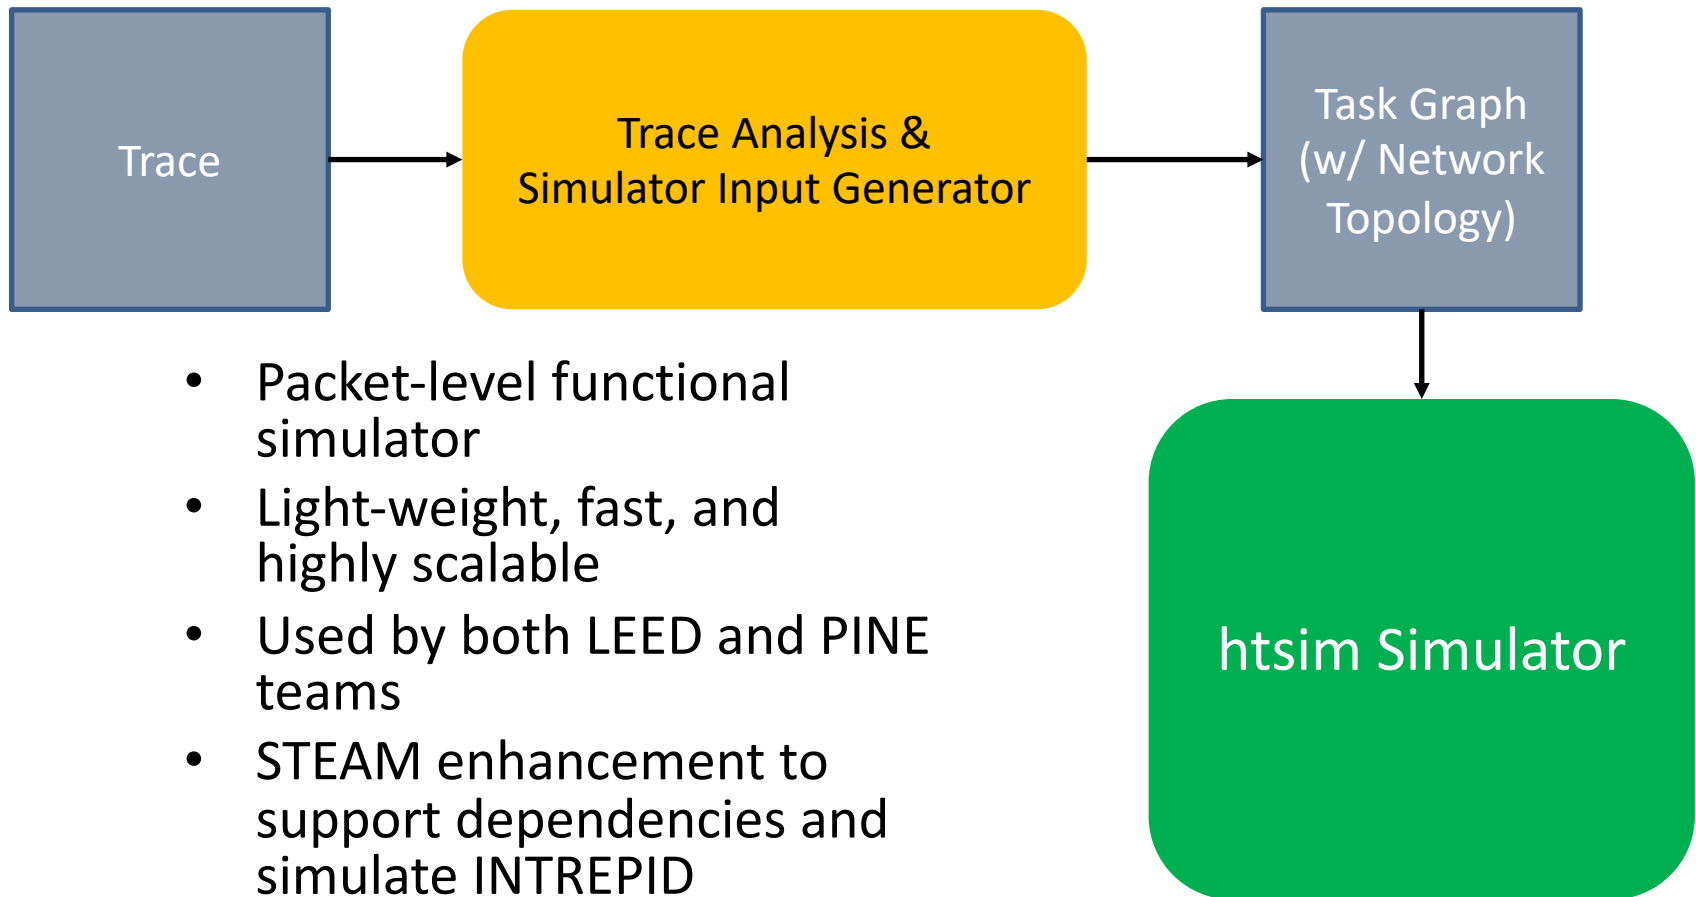 Trace
Trace Analysis &
Simulator Input Generator
Task Graph
(w/ Network
Topology)
• Packet-level functional
simulator
• Light-weight, fast, and
highly scalable
• Used by both LEED and PINE
teams
• STEAM enhancement to
support dependencies and
simulate INTREPID
htsim Simulator